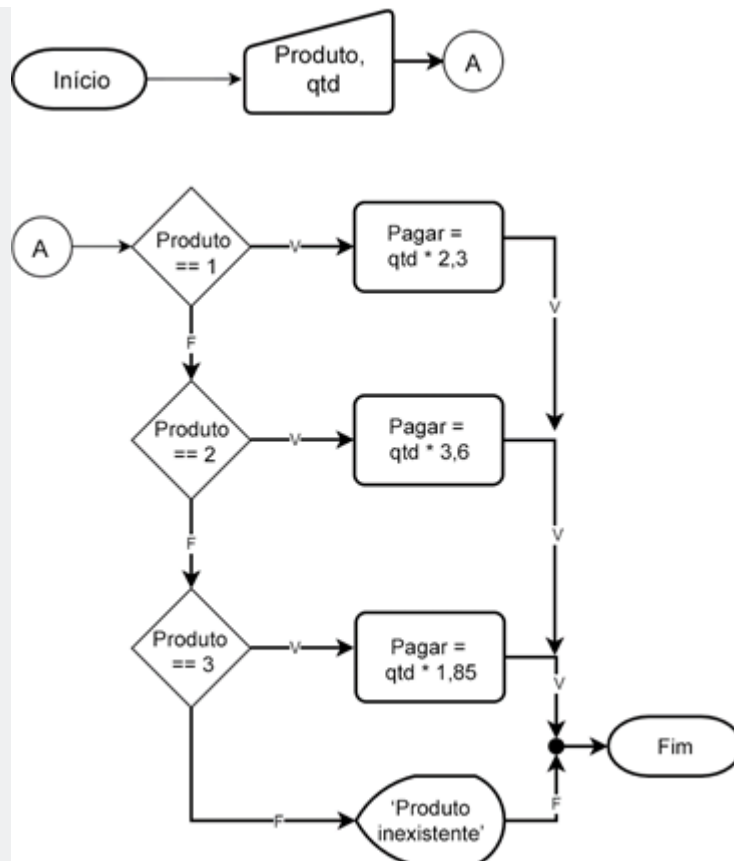 Início
Produto,
qtd
A
A
Produto
== 1
V
Pagar =
qtd * 2,3
V
F
Produto
== 2
V
Pagar =
qtd * 3,6
V
F
Produto
== 3
V
Pagar =
qtd * 1,85
V
Fim
F
'Produto
inexistente'
F